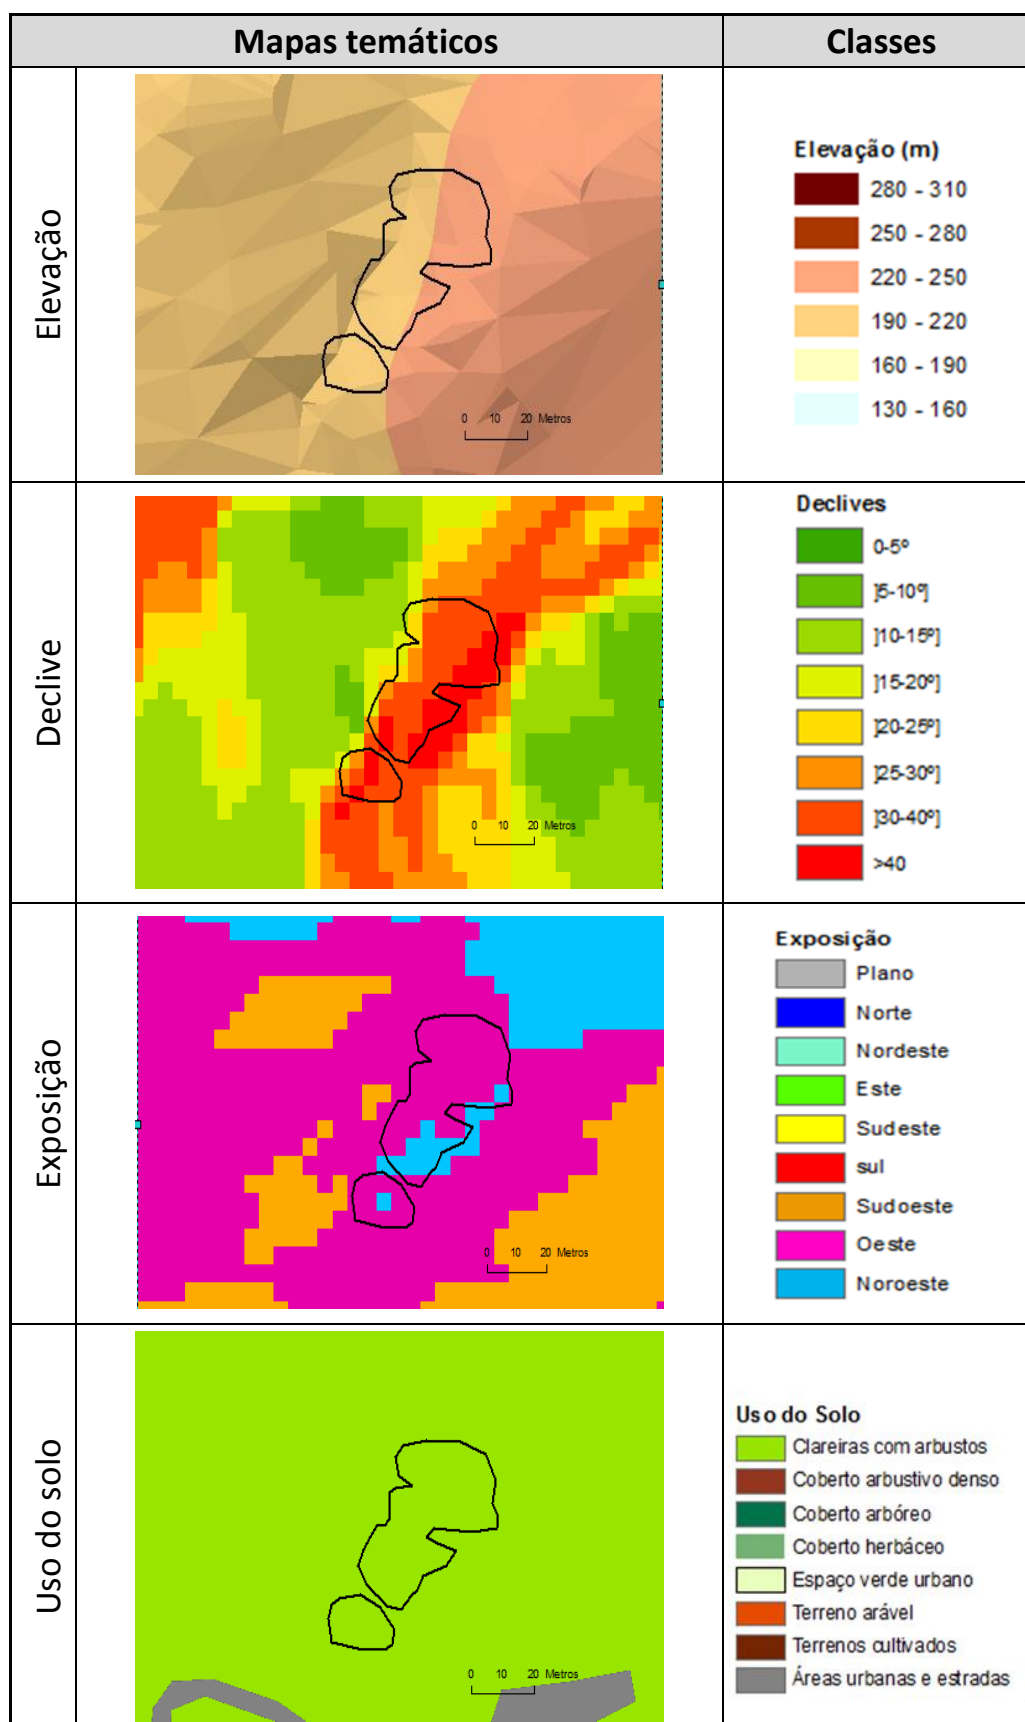 Mapas temáticos
Classes
Elevação
0 10 20 Metros
Elevação (m)
280 - 310
250 - 280
220 - 250
190 - 220
160 - 190
130 - 160
Declive
0 10 20 Metros
Declives
0-5º
]5-10º]
]10-15º]
]15-20º]
]20-25º]
]25-30º]
]30-40º]
>40
Exposição
0 10 20 Metros
Exposição
Plano
Norte
Nordeste
Este
Sudeste
sul
Sudoeste
Oeste
Noroeste
Uso do solo
0 10 20 Metros
Uso do Solo
Clareiras com arbustos
Coberto arbustivo denso
Coberto arbóreo
Coberto herbáceo
Espaço verde urbano
Terreno arável
Terrenos cultivados
Áreas urbanas e estradas